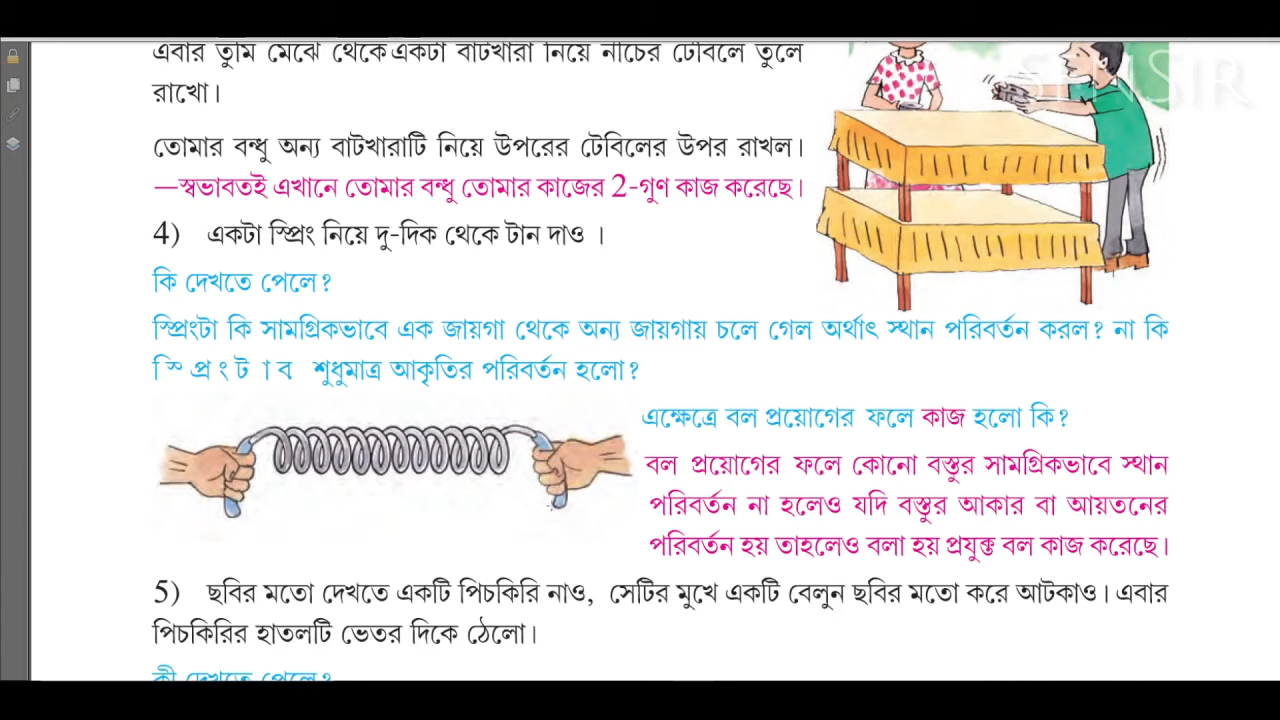 এবার তুমি মেঝে থেকে একটা বাটখারা নিয়ে নীচের টেবিলে তুলে
রাখো।
SENSIR
তোমার বন্ধু অন্য বাটখারাটি নিয়ে উপরের টেবিলের উপর রাখল।
—স্বভাবতই এখানে তোমার বন্ধু তোমার কাজের 2-গুণ কাজ করেছে।
4) একটা স্প্রিং নিয়ে দু-দিক থেকে টান দাও ।
কি দেখতে পেলে?
স্প্রিংটা কি সামগ্রিকভাবে এক জায়গা থেকে অন্য জায়গায় চলে গেল অর্থাৎ স্থান পরিবর্তন করল? না কি
স্প্রিংটাব শুধুমাত্র আকৃতির পরিবর্তন হলো?
এক্ষেত্রে বল প্রয়োগের ফলে কাজ হলো কি?
বল প্রয়োগের ফলে কোনো বস্তুর সামগ্রিকভাবে স্থান
পরিবর্তন না হলেও যদি বস্তুর আকার বা আয়তনের
পরিবর্তন হয় তাহলেও বলা হয় প্রযুক্ত বল কাজ করেছে।
5) ছবির মতো দেখতে একটি পিচকিরি নাও, সেটির মুখে একটি বেলুন ছবির মতো করে আটকাও। এবার
পিচকিরির হাতলটি ভেতর দিকে ঠেলো।
কী দেখতে পেলে?